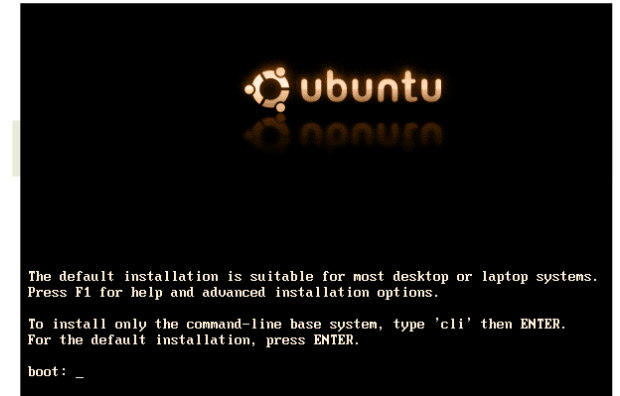 ubuntu
The default installation is suitable for most desktop or laptop systems.
Press F1 for help and advanced installation options.
To install only the command-line base system, type 'cli' then ENTER.
For the default installation, press ENTER.
boot: _